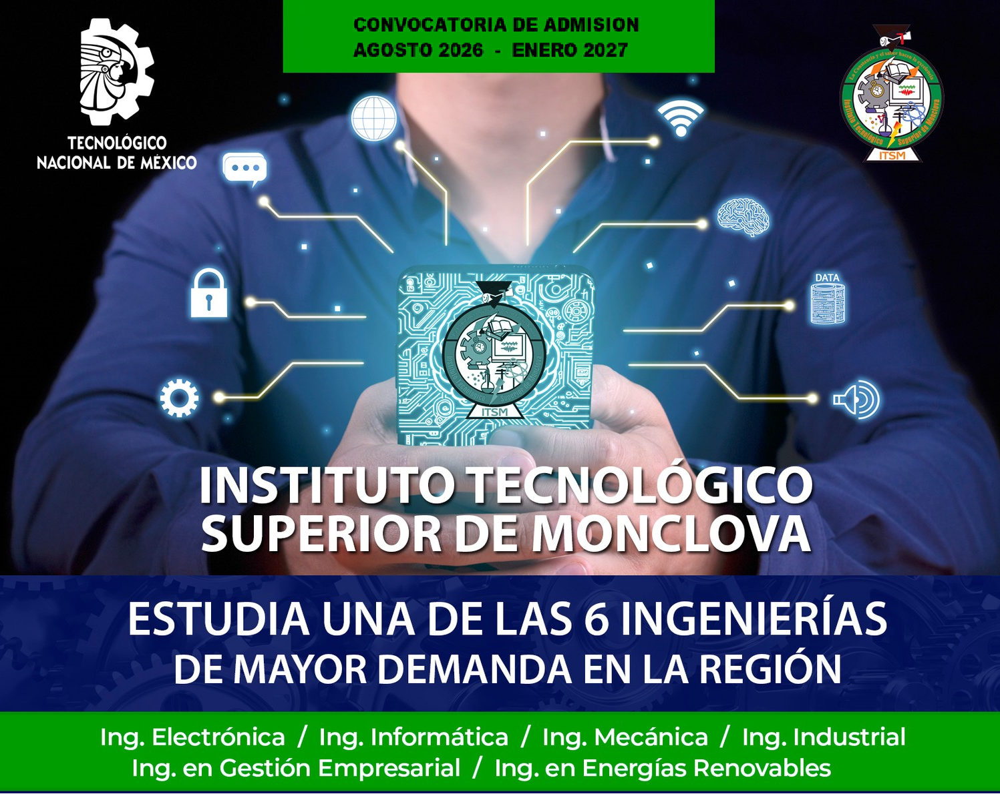 CONVOCATORIA DE ADMISION
AGOSTO 2026 - ENERO 2027
TECNOLÓGICO
NACIONAL DE MÉXICO
La Constancia y el saber hacen la excelencia
Instituto Tecnológico Superior de Monclova
ITSM
DATA
ITSM
INSTITUTO TECNOLÓGICO
SUPERIOR DE MONCLOVA
ESTUDIA UNA DE LAS 6 INGENIERÍAS
DE MAYOR DEMANDA EN LA REGIÓN
Ing. Electrónica / Ing. Informática / Ing. Mecánica / Ing. Industrial
Ing. en Gestión Empresarial / Ing. en Energías Renovables